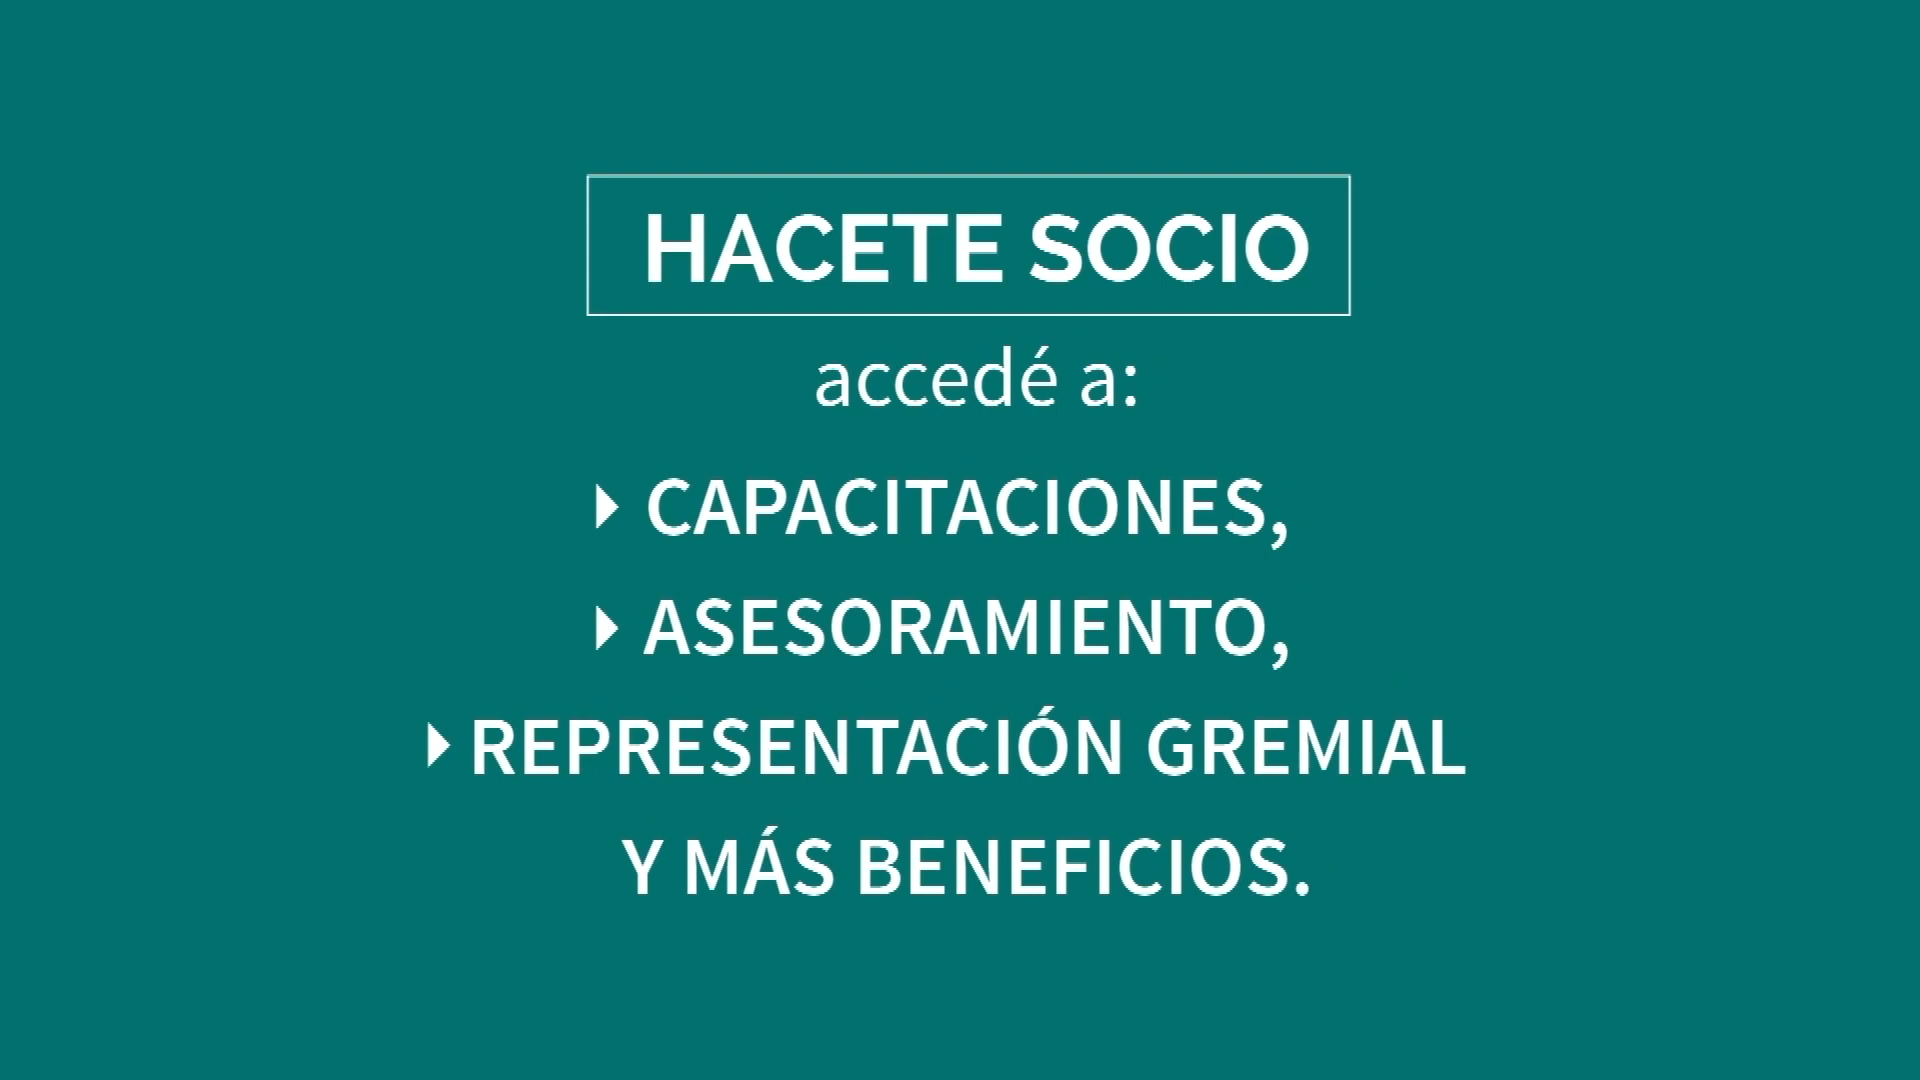 HACETE SOCIO
accedé a:
CAPACITACIONES,
ASESORAMIENTO,
REPRESENTACIÓN GREMIAL
Y MÁS BENEFICIOS.